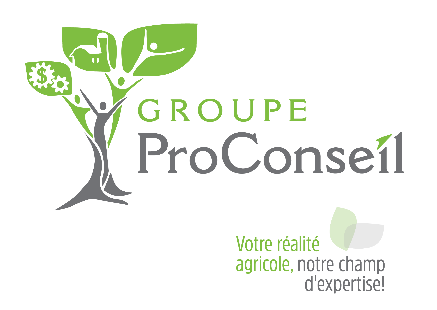 $
GROUPE
ProConseil
Votre réalité
agricole, notre champ
d'expertise!